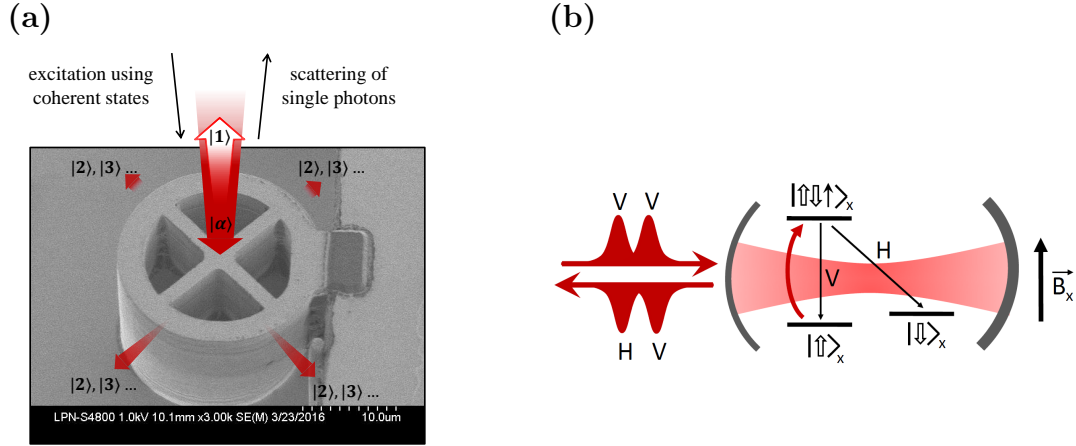 (a)
excitation using
coherent states
scattering of
single photons
|1⟩
|2⟩, |3⟩ ...
|2⟩, |3⟩ ...
|α⟩
|2⟩, |3⟩ ...
|2⟩, |3⟩ ...
LPN-S4800 1.0kV 10.1mm x3.00k SE(M) 3/23/2016
10.0um
(b)
V V
H V
|⇑⇓↑⟩x
V
H
|⇑⟩x
|⇓⟩x
Bx